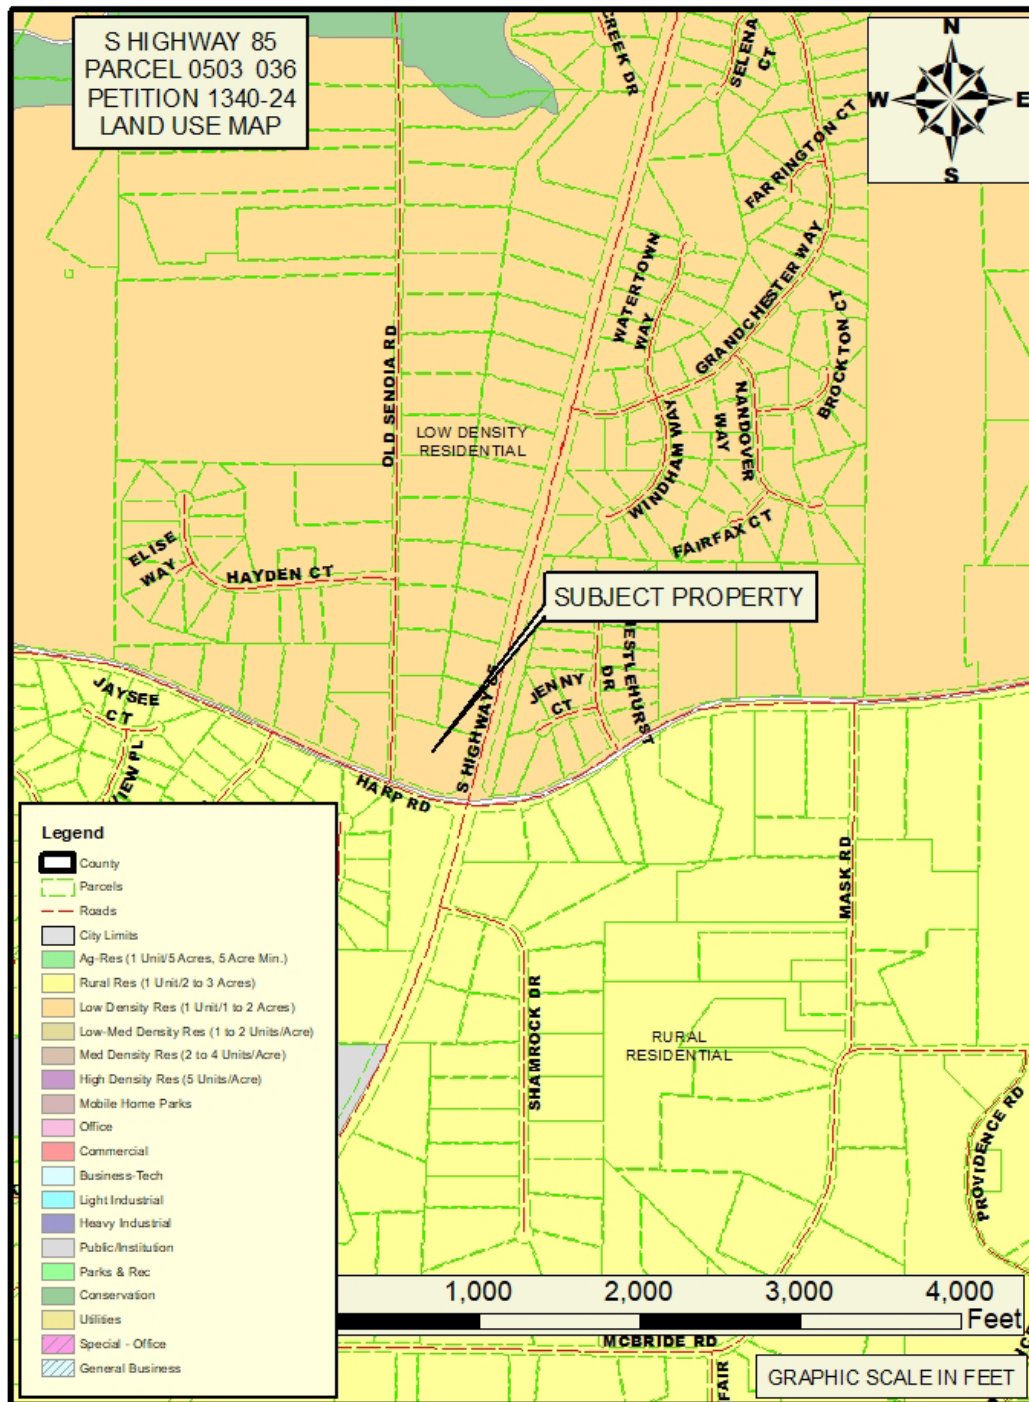 S HIGHWAY 85
PARCEL 0503 036
PETITION 1340-24
LAND USE MAP
N
W
E
S
CREEK DR
SELENA
CT
FARRINGTON CT
WATERTOWN
WAY
GRANDCHESTER WAY
BROCKTON CT
OLD SENOIA RD
LOW DENSITY
RESIDENTIAL
WINDHAM WAY
NANDOVER
WAY
FAIRFAX CT
ELISE
WAY
HAYDEN CT
SUBJECT PROPERTY
JENNY
CT
DR
S HIGHWAY
JAYSEE
CT
VIEW PL
HARP RD
MASK RD
SHAMROCK DR
RURAL
RESIDENTIAL
PROVIDENCE RD
Legend
County
Parcels
Roads
City Limits
Ag-Res (1 Unit/5 Acres, 5 Acre Min.)
Rural Res (1 Unit/2 to 3 Acres)
Low Density Res (1 Unit/1 to 2 Acres)
Low-Med Density Res (1 to 2 Units/Acre)
Med Density Res (2 to 4 Units/Acre)
High Density Res (5 Units/Acre)
Mobile Home Parks
Office
Commercial
Business-Tech
Light Industrial
Heavy Industrial
Public/Institution
Parks & Rec
Conservation
Utilities
Special - Office
General Business
1,000
2,000
3,000
4,000
Feet
MCBRIDE RD
FAIR
GRAPHIC SCALE IN FEET